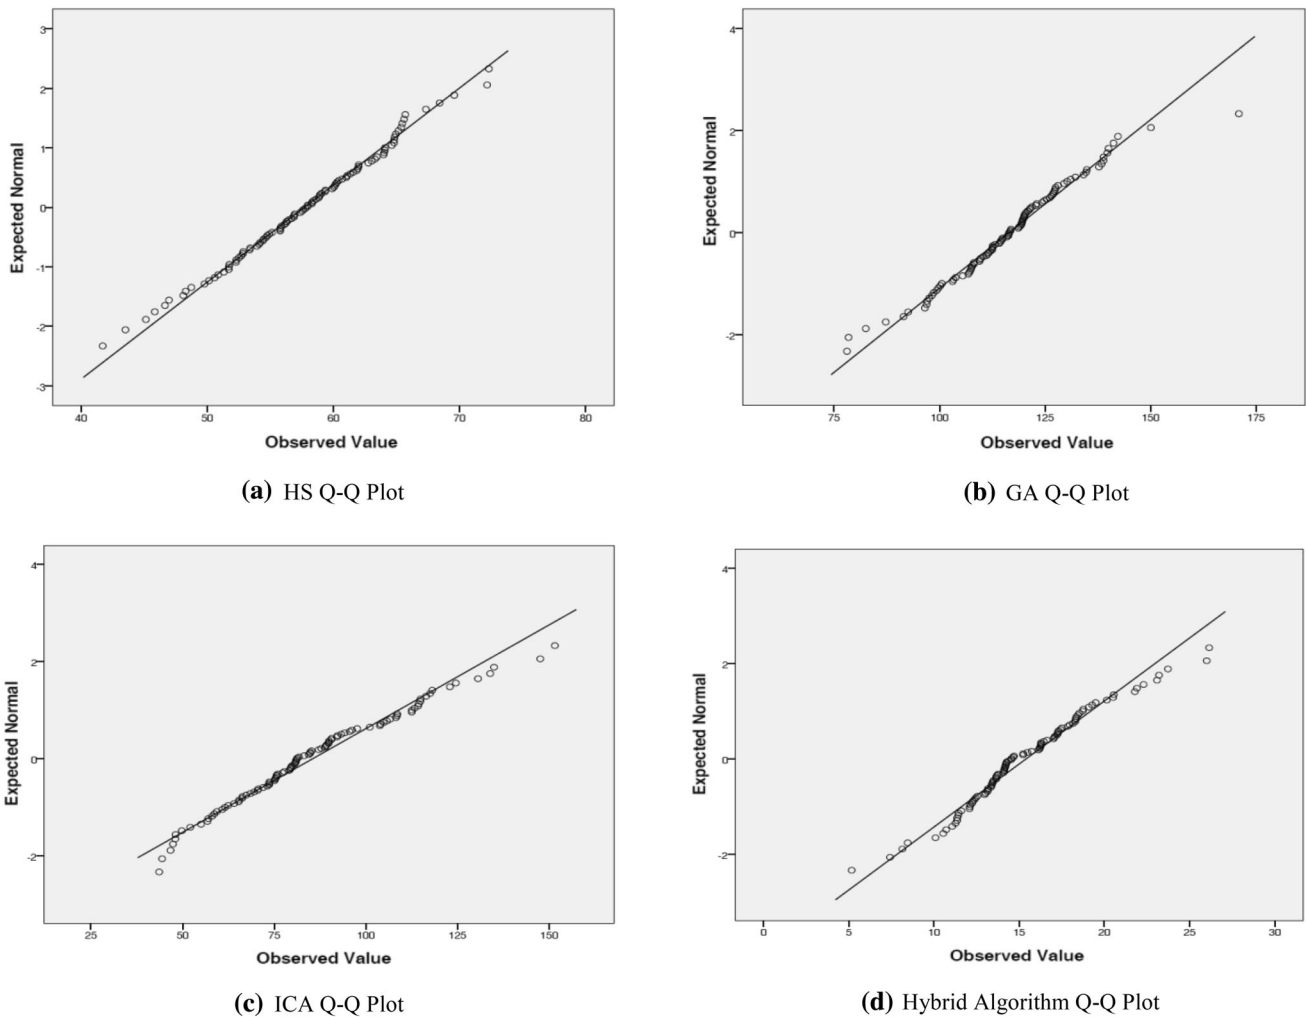 3
2
1
0
-1
-2
-3
Expected Normal
40 50 60 70 80
Observed Value
(a) HS Q-Q Plot
4
2
0
-2
Expected Normal
75 100 125 150 175
Observed Value
(b) GA Q-Q Plot
4
2
0
-2
Expected Normal
25 50 75 100 125 150
Observed Value
(c) ICA Q-Q Plot
4
2
0
-2
Expected Normal
0 5 10 15 20 25 30
Observed Value
(d) Hybrid Algorithm Q-Q Plot